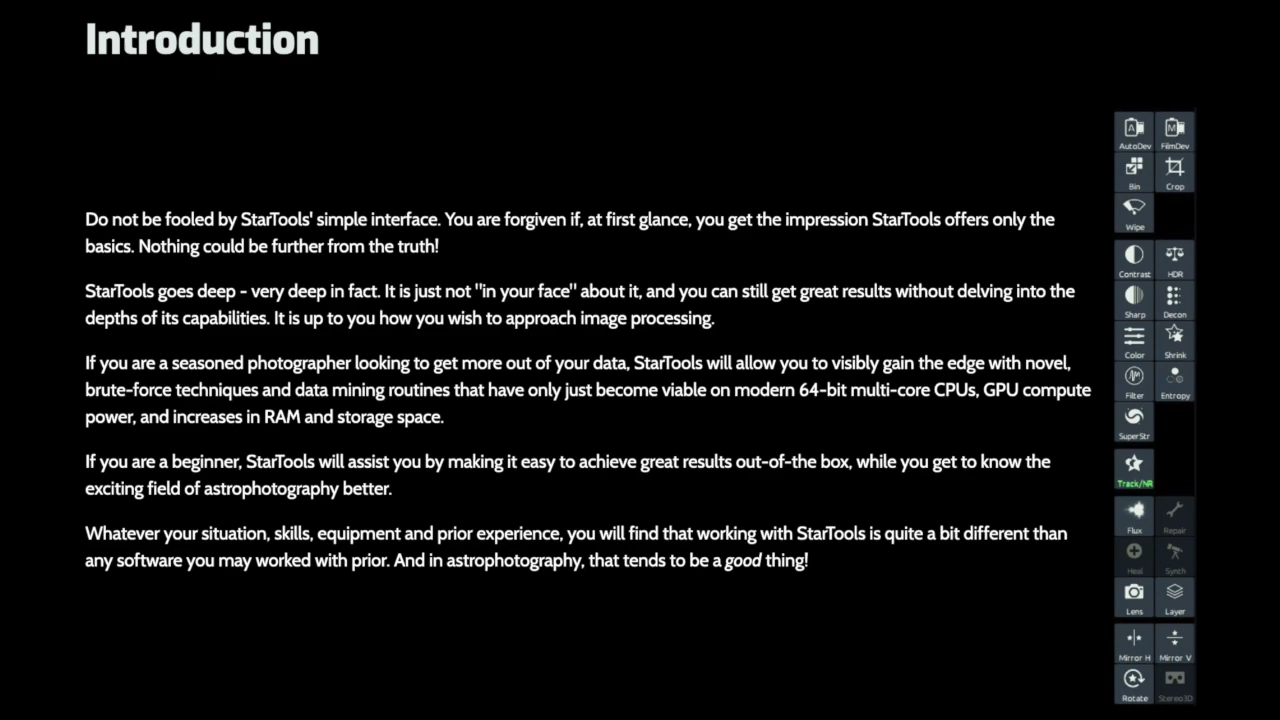 Introduction
Do not be fooled by StarTools' simple interface. You are forgiven if, at first glance, you get the impression StarTools offers only the
basics. Nothing could be further from the truth!
StarTools goes deep - very deep in fact. It is just not "in your face" about it, and you can still get great results without delving into the
depths of its capabilities. It is up to you how you wish to approach image processing.
If you are a seasoned photographer looking to get more out of your data, StarTools will allow you to visibly gain the edge with novel,
brute-force techniques and data mining routines that have only just become viable on modern 64-bit multi-core CPUs, GPU compute
power, and increases in RAM and storage space.
If you are a beginner, StarTools will assist you by making it easy to achieve great results out-of-the box, while you get to know the
exciting field of astrophotography better.
Whatever your situation, skills, equipment and prior experience, you will find that working with StarTools is quite a bit different than
any software you may worked with prior. And in astrophotography, that tends to be a good thing!
AutoDev FilmDev
Bin Crop
Wipe
Contrast HDR
Sharp Decon
Color Shrink
Filter Entropy
SuperStr
Track/NR
Flux Repair
Heal Synth
Lens Layer
Mirror H Mirror V
Rotate Stereo3D